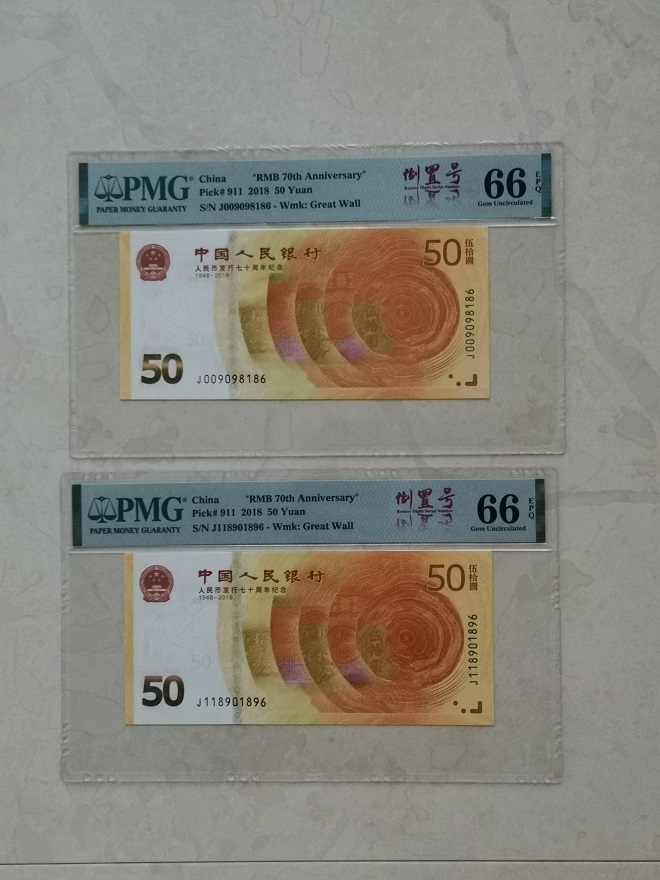 PMG
PAPER MONEY GUARANTY
China "RMB 70th Anniversary"
Pick# 911 2018 50 Yuan
S/N J009098186 - Wmk: Great Wall
倒置号
66 EPQ
Gem Uncirculated
中国人民银行
人民币发行七十周年纪念
1948-2018
50 伍拾圆
J009098186
50
J009098186
PMG
PAPER MONEY GUARANTY
China "RMB 70th Anniversary"
Pick# 911 2018 50 Yuan
S/N J118901896 - Wmk: Great Wall
倒置号
66 EPQ
Gem Uncirculated
中国人民银行
人民币发行七十周年纪念
1948-2018
50 伍拾圆
J118901896
50
J118901896